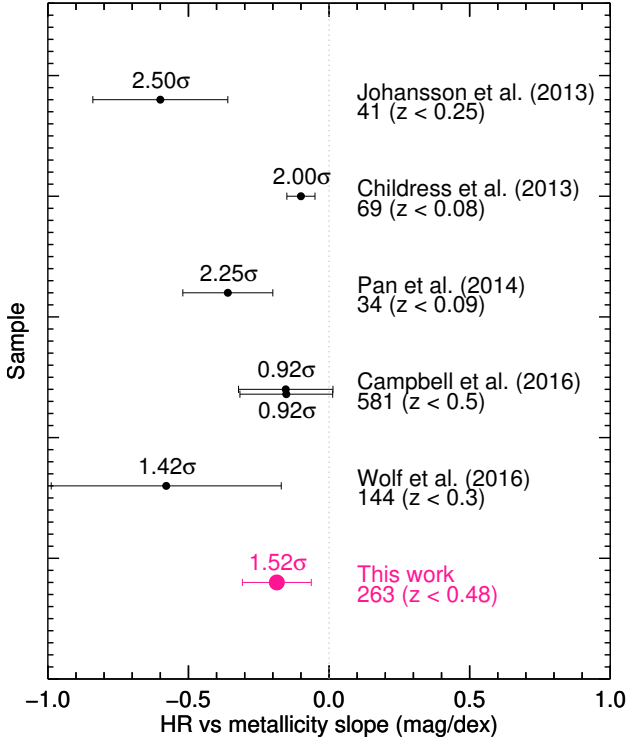 2.50σ
Johansson et al. (2013)
41 (z < 0.25)
2.00σ
Childress et al. (2013)
69 (z < 0.08)
2.25σ
Pan et al. (2014)
34 (z < 0.09)
0.92σ
Campbell et al. (2016)
581 (z < 0.5)
0.92σ
1.42σ
Wolf et al. (2016)
144 (z < 0.3)
1.52σ
This work
263 (z < 0.48)
Sample
−1.0 −0.5 0.0 0.5 1.0
HR vs metallicity slope (mag/dex)